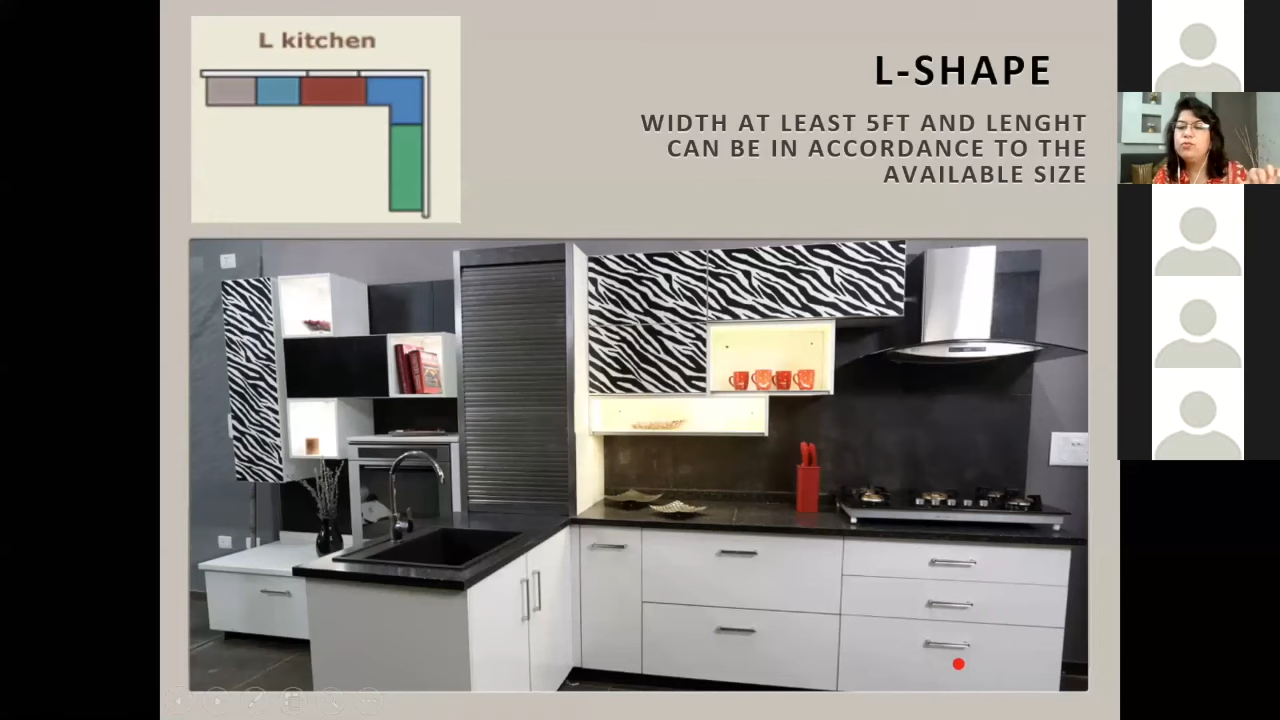 L kitchen
L-SHAPE
WIDTH AT LEAST 5FT AND LENGHT
CAN BE IN ACCORDANCE TO THE
AVAILABLE SIZE